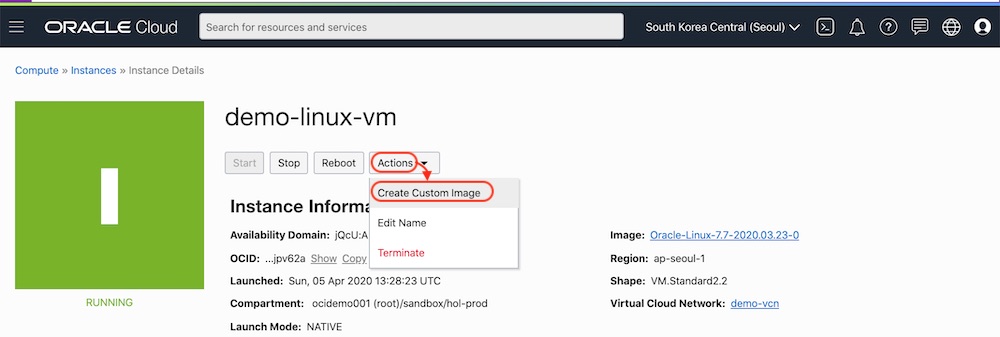 ORACLE Cloud
Search for resources and services
South Korea Central (Seoul)
Compute » Instances » Instance Details
demo-linux-vm
Start Stop Reboot Actions
Create Custom Image
Edit Name
Terminate
Instance Informa
Availability Domain: jQcU:A
OCID: ...jpv62a Show Copy
Launched: Sun, 05 Apr 2020 13:28:23 UTC
Compartment: ocidemo001 (root)/sandbox/hol-prod
Launch Mode: NATIVE
Image: Oracle-Linux-7.7-2020.03.23-0
Region: ap-seoul-1
Shape: VM.Standard2.2
Virtual Cloud Network: demo-vcn
I
RUNNING